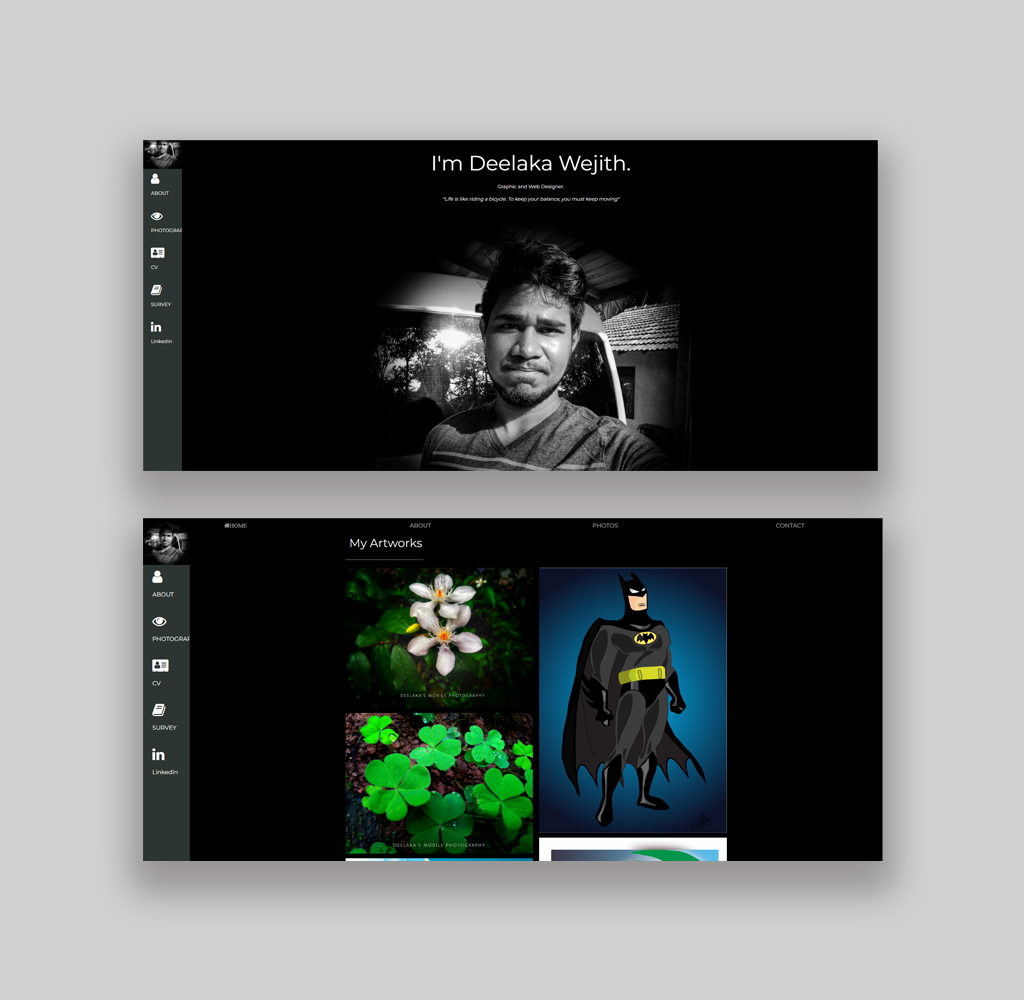 I'm Deelaka Wejith.
Graphic and Web Designer.
"Life is like riding a bicycle. To keep your balance, you must keep moving"
ABOUT
PHOTOGRAP
CV
SURVEY
LinkedIn
HOME
ABOUT
PHOTOS
CONTACT
My Artworks
ABOUT
PHOTOGRAP
CV
SURVEY
LinkedIn
DEELAKA'S MOBILE PHOTOGRAPHY
DEELAKA'S MOBILE PHOTOGRAPHY